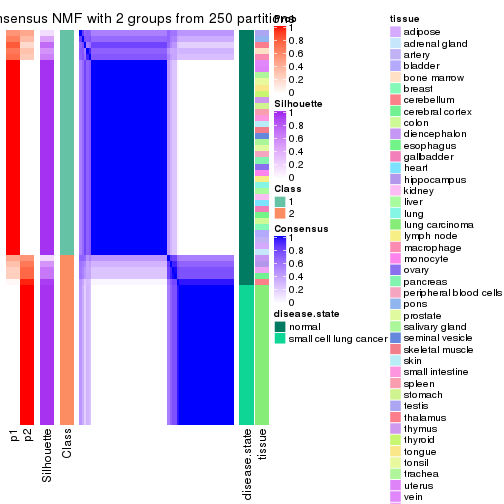 nsensus NMF with 2 groups from 250 partitions
Prob
1
0.8
0.6
0.4
0.2
0
Silhouette
1
0.8
0.6
0.4
0.2
0
Class
1
2
Consensus
1
0.8
0.6
0.4
0.2
0
disease.state
normal
small cell lung cancer
tissue
adipose
adrenal gland
artery
bladder
bone marrow
breast
cerebellum
cerebral cortex
colon
diencephalon
esophagus
gallbadder
heart
hippocampus
kidney
liver
lung
lung carcinoma
lymph node
macrophage
monocyte
ovary
pancreas
peripheral blood cells
pons
prostate
salivary gland
seminal vesicle
skeletal muscle
skin
small intestine
spleen
stomach
testis
thalamus
thymus
thyroid
tongue
tonsil
trachea
uterus
vein
p1
p2
Silhouette
Class
disease.state
tissue